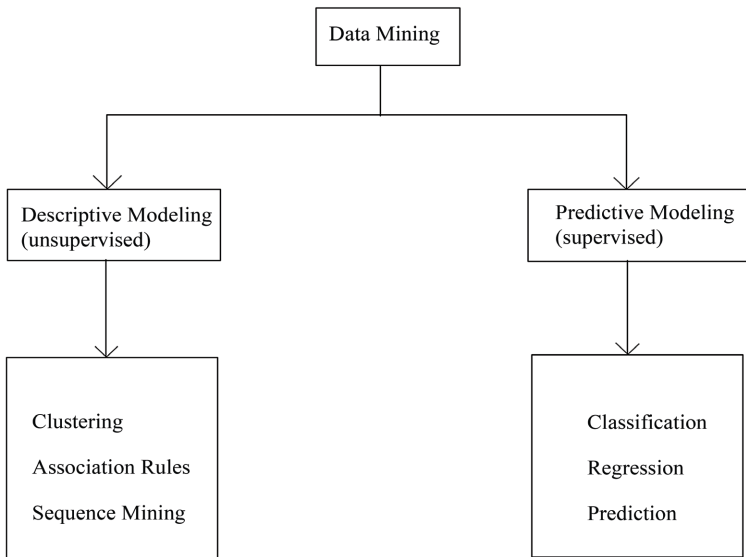 Data Mining
Descriptive Modeling
(unsupervised)
Predictive Modeling
(supervised)
Clustering
Association Rules
Sequence Mining
Classification
Regression
Prediction